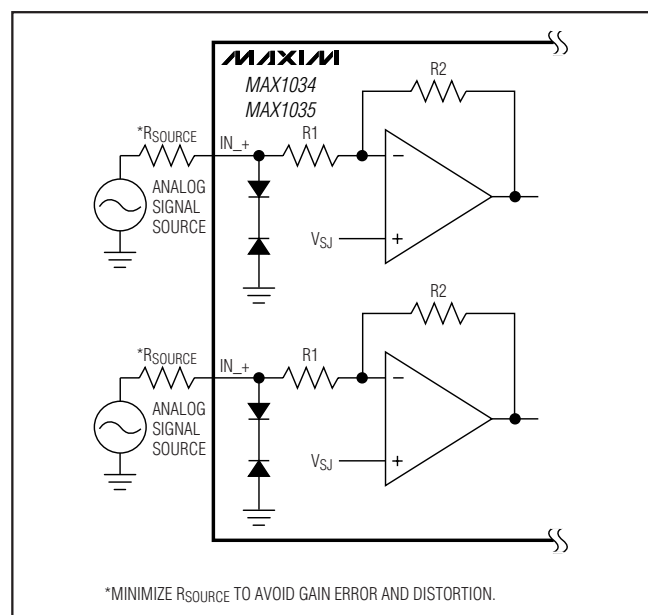 MAXIM
MAX1034
MAX1035
R2
*RSOURCE
IN_+
R1
ANALOG
SIGNAL
SOURCE
−
VSJ
+
R2
*RSOURCE
IN_+
R1
ANALOG
SIGNAL
SOURCE
−
VSJ
+
*MINIMIZE RSOURCE TO AVOID GAIN ERROR AND DISTORTION.